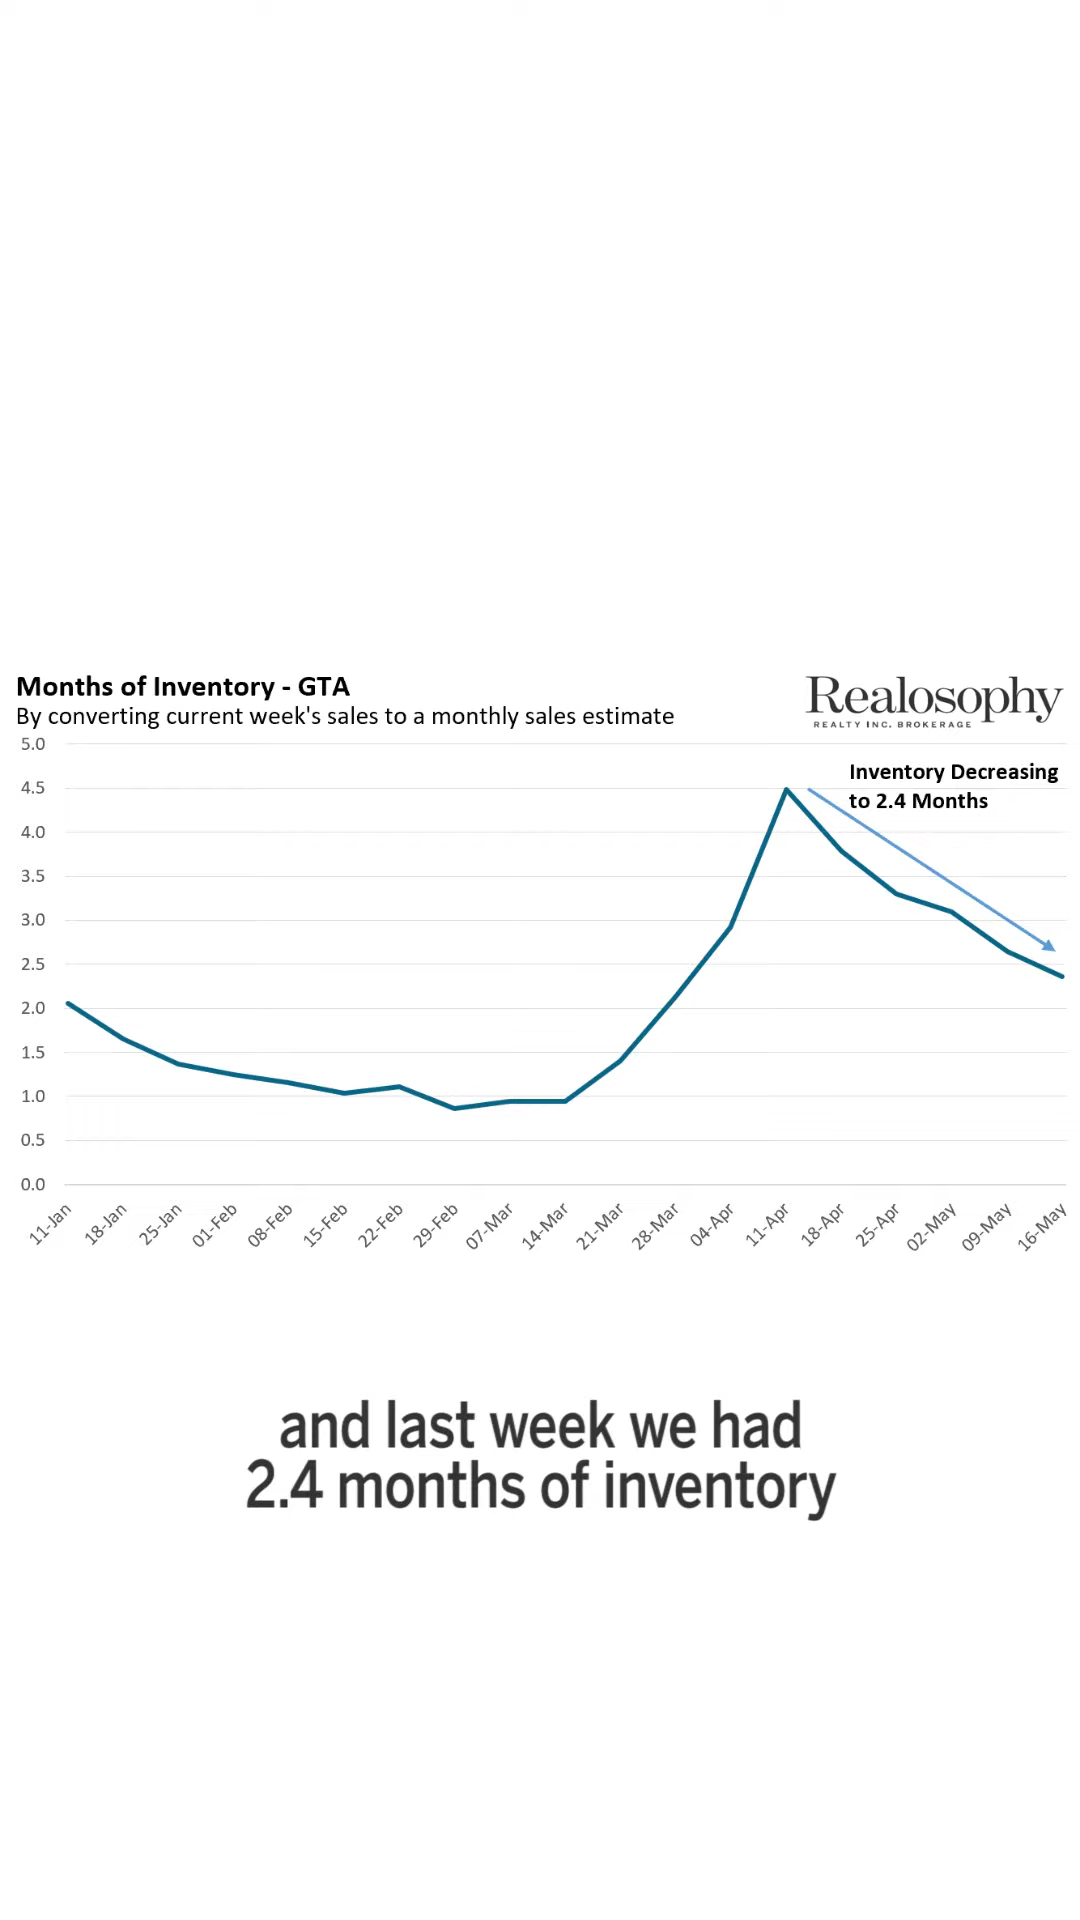 Months of Inventory - GTA
By converting current week's sales to a monthly sales estimate
Realosophy
REALTY INC. BROKERAGE
Inventory Decreasing
to 2.4 Months
5.0
4.5
4.0
3.5
3.0
2.5
2.0
1.5
1.0
0.5
0.0
11-Jan
18-Jan
25-Jan
01-Feb
08-Feb
15-Feb
22-Feb
29-Feb
07-Mar
14-Mar
21-Mar
28-Mar
04-Apr
11-Apr
18-Apr
25-Apr
02-May
09-May
16-May
and last week we had
2.4 months of inventory